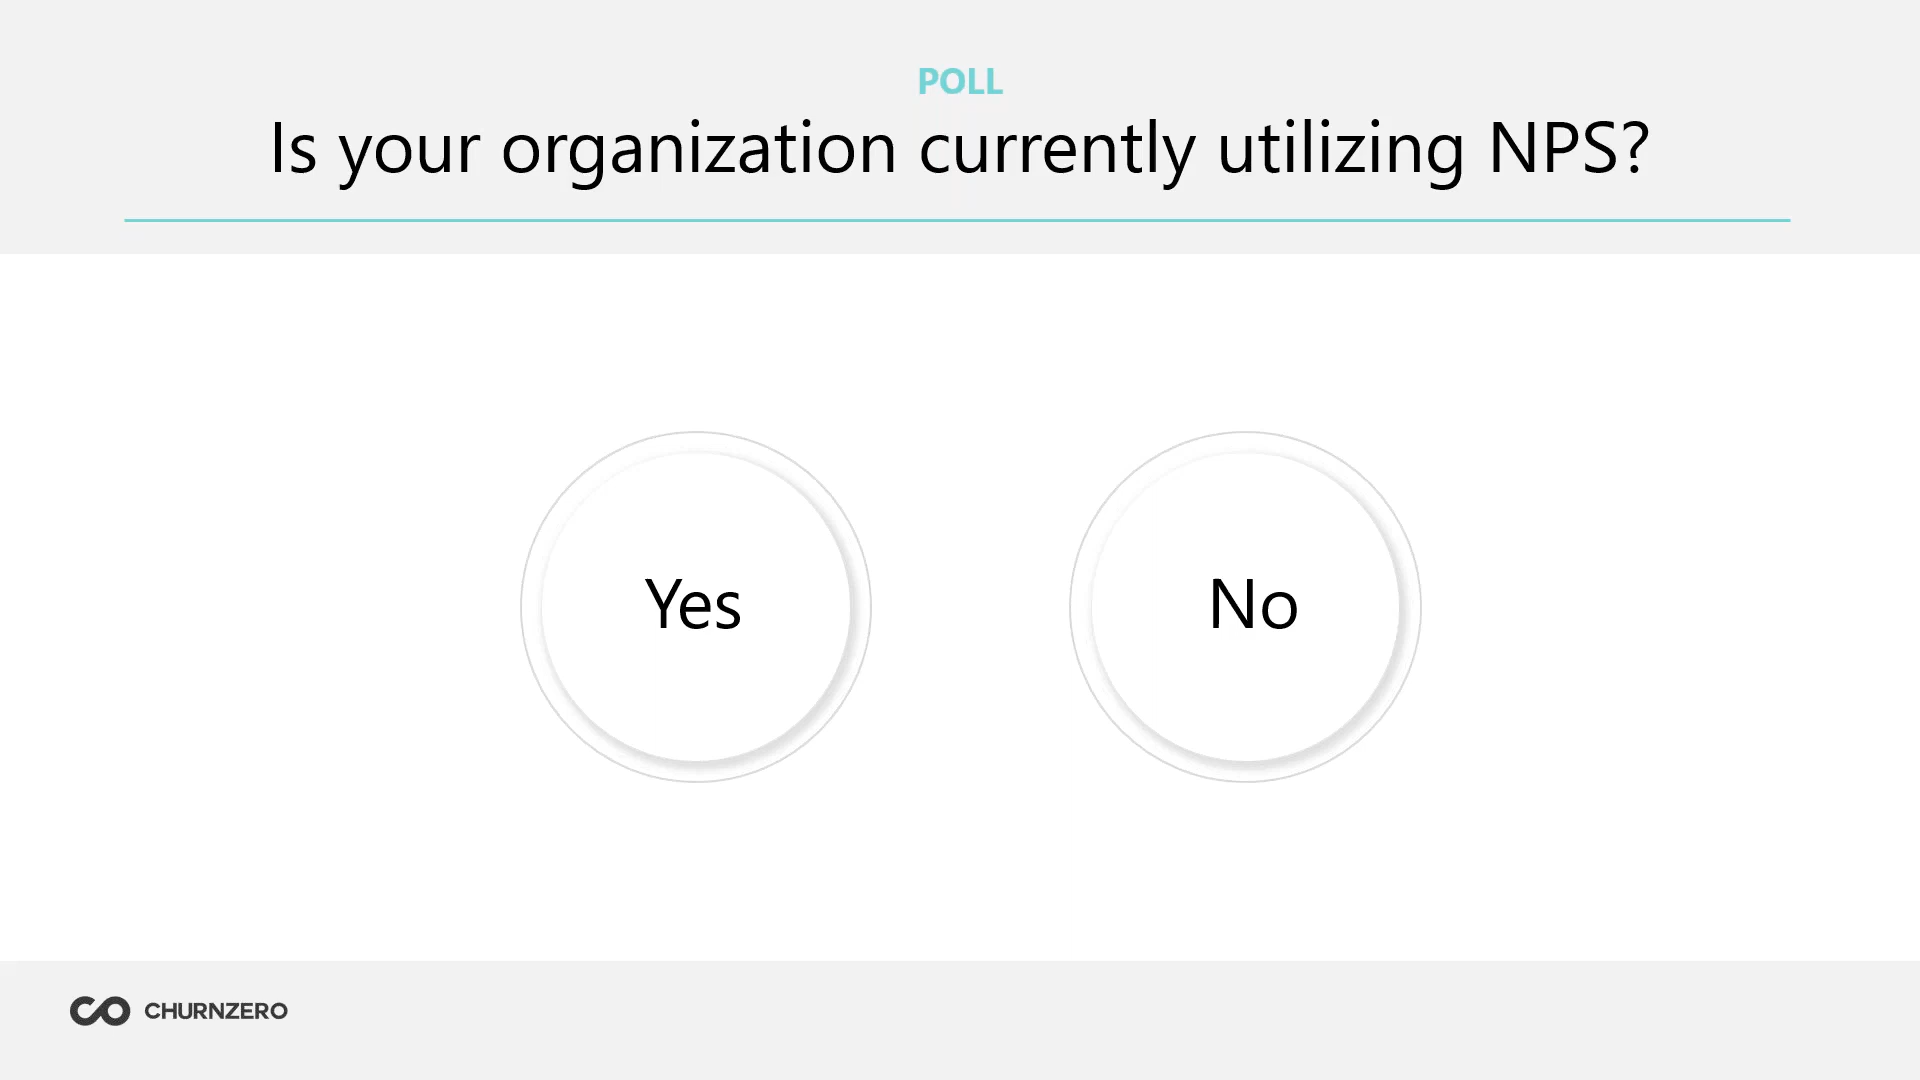 POLL
Is your organization currently utilizing NPS?
Yes
No
CHURNZERO